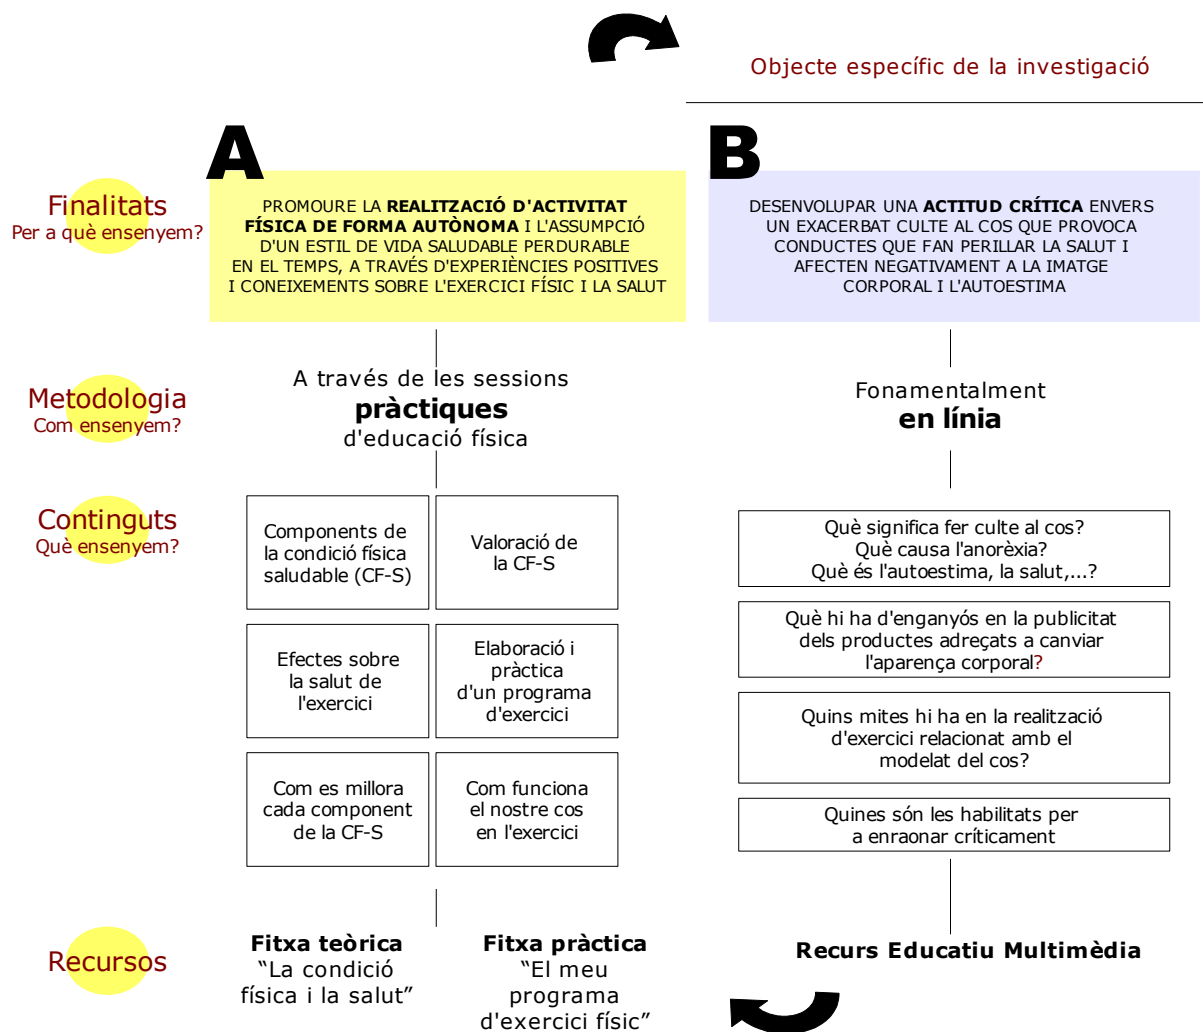 Objecte específic de la investigació
A
B
Finalitats
Per a què ensenyem?
PROMOURE LA REALITZACIÓ D'ACTIVITAT
FÍSICA DE FORMA AUTÒNOMA I L'ASSUMPCIÓ
D'UN ESTIL DE VIDA SALUDABLE PERDURABLE
EN EL TEMPS, A TRAVÉS D'EXPERIÈNCIES POSITIVES
I CONEIXEMENTS SOBRE L'EXERCICI FÍSIC I LA SALUT
DESENVOLUPAR UNA ACTITUD CRÍTICA ENVERS
UN EXACERBAT CULTE AL COS QUE PROVOCA
CONDUCTES QUE FAN PERILLAR LA SALUT I
AFECTEN NEGATIVAMENT A LA IMATGE
CORPORAL I L'AUTOESTIMA
Metodologia
Com ensenyem?
A través de les sessions
pràctiques
d'educació física
Fonamentalment
en línia
Continguts
Què ensenyem?
Components de
la condició física
saludable (CF-S)
Valoració de
la CF-S
Efectes sobre
la salut de
l'exercici
Elaboració i
pràctica
d'un programa
d'exercici
Com es millora
cada component
de la CF-S
Com funciona
el nostre cos
en l'exercici
Què significa fer culte al cos?
Què causa l'anorèxia?
Què és l'autoestima, la salut,...?
Què hi ha d'enganyós en la publicitat
dels productes adreçats a canviar
l'aparença corporal?
Quins mites hi ha en la realització
d'exercici relacionat amb el
modelat del cos?
Quines són les habilitats per
a enraonar críticament
Recursos
Fitxa teòrica
"La condició
física i la salut"
Fitxa pràctica
"El meu
programa
d'exercici físic"
Recurs Educatiu Multimèdia